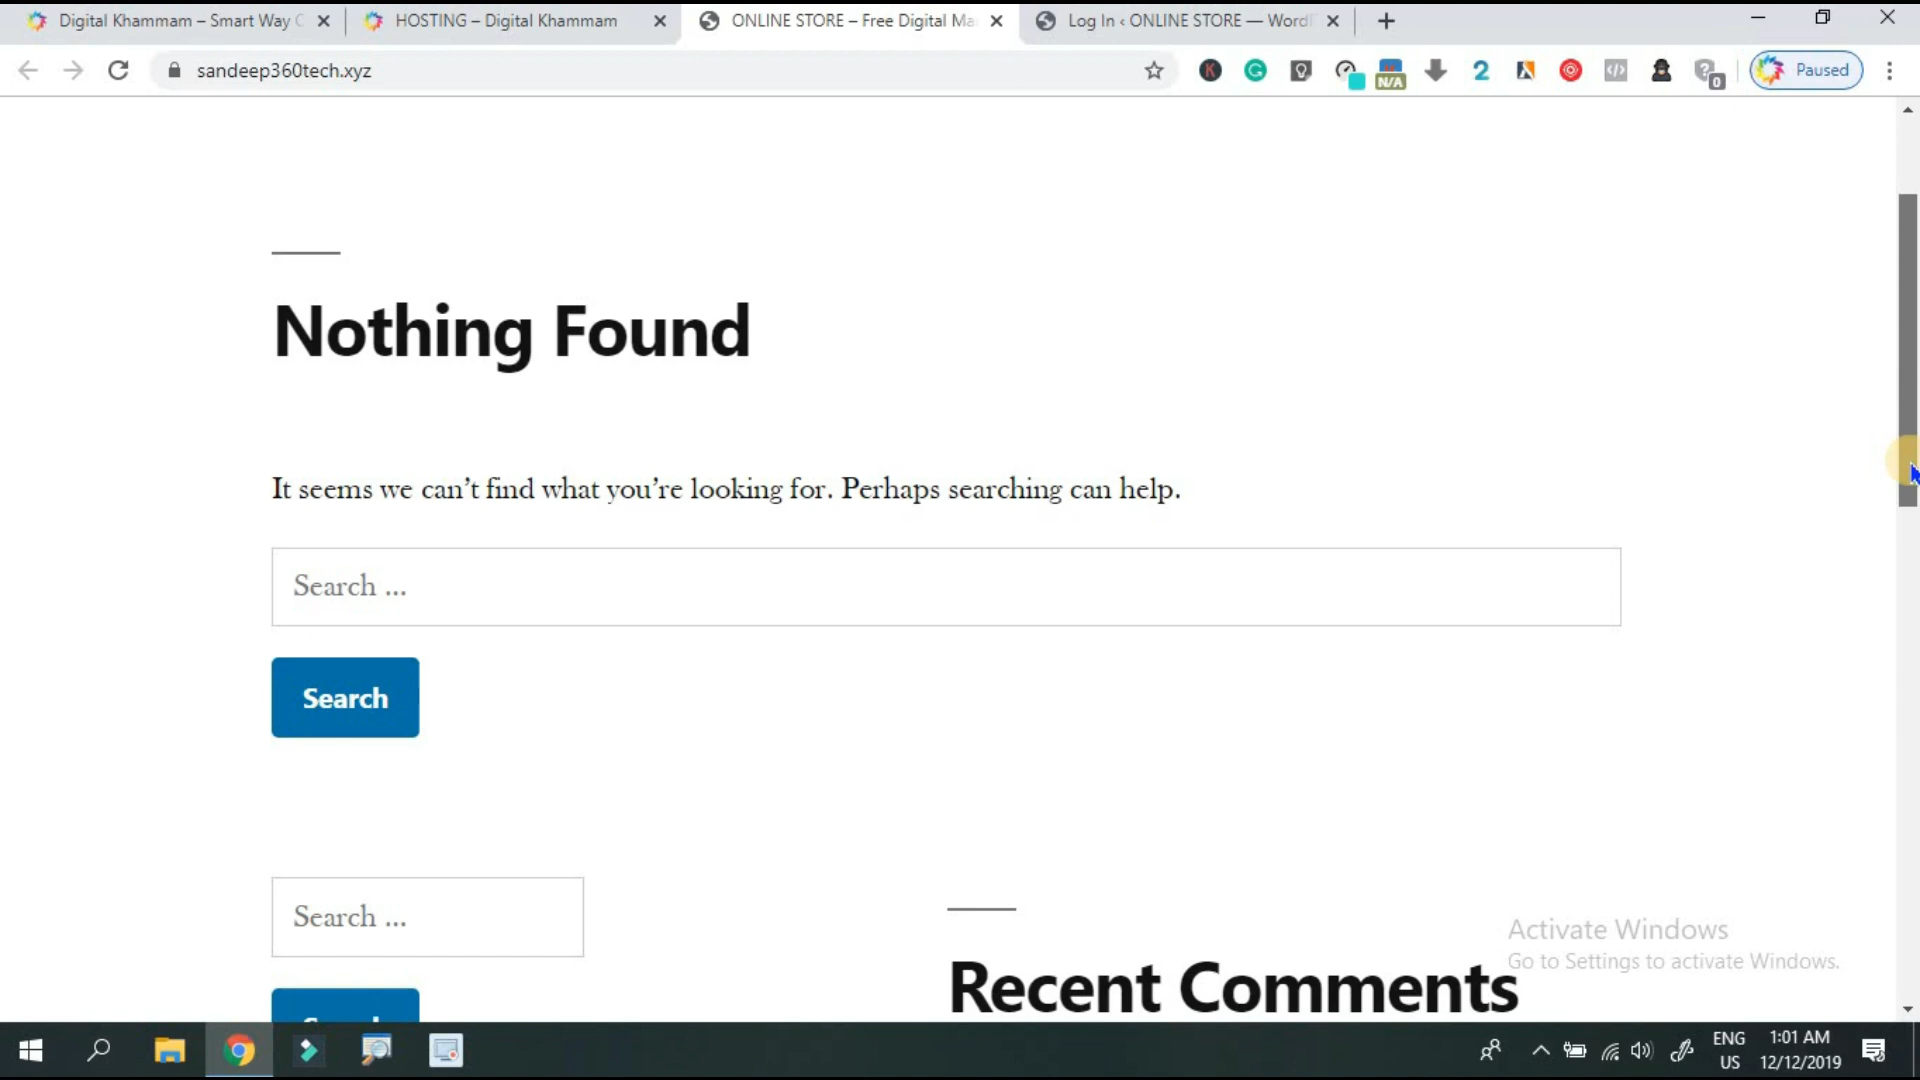 Digital Khammam – Smart Way
HOSTING – Digital Khammam
ONLINE STORE – Free Digital Ma
Log In ‹ ONLINE STORE — Word
sandeep360tech.xyz
K
G
N/A
2
</>
0
Paused
Nothing Found
It seems we can't find what you're looking for. Perhaps searching can help.
Search ...
Search
Search ...
Recent Comments
Activate Windows
Go to Settings to activate Windows.
ENG
US
1:01 AM
12/12/2019